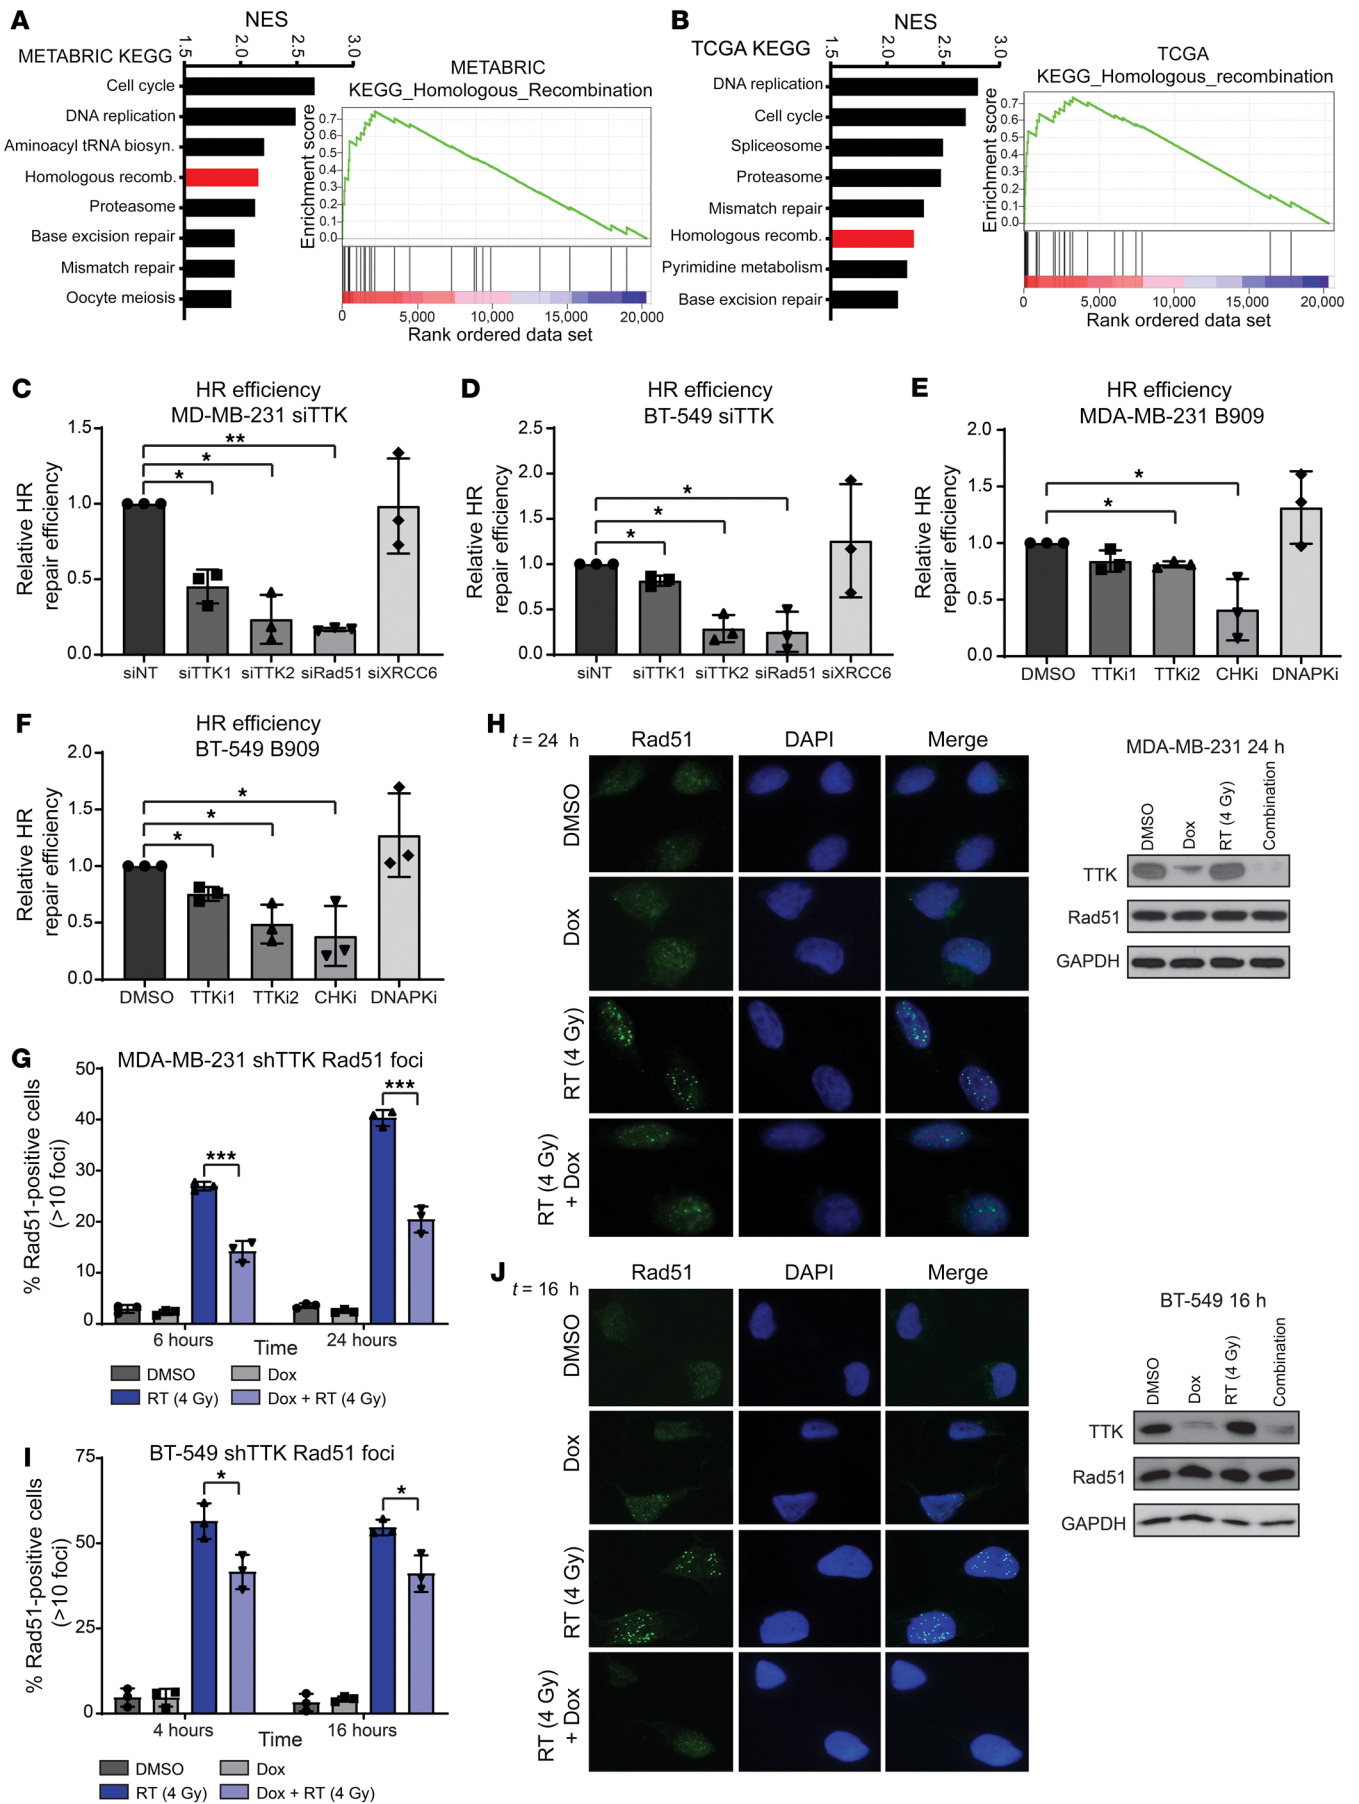 A
NES
METABRIC KEGG
1.5
2.0
2.5
3.0
Cell cycle
DNA replication
Aminoacyl tRNA biosyn.
Homologous recomb.
Proteasome
Base excision repair
Mismatch repair
Oocyte meiosis
METABRIC
KEGG_Homologous_Recombination
Enrichment score
0.7
0.6
0.5
0.4
0.3
0.2
0.1
0.0
0
5,000
10,000
15,000
20,000
Rank ordered data set
B
NES
TCGA KEGG
1.5
2.0
2.5
3.0
DNA replication
Cell cycle
Spliceosome
Proteasome
Mismatch repair
Homologous recomb.
Pyrimidine metabolism
Base excision repair
TCGA
KEGG_Homologous_recombination
Enrichment score
0.7
0.6
0.5
0.4
0.3
0.2
0.1
0.0
0
5,000
10,000
15,000
20,000
Rank ordered data set
C
HR efficiency
MD-MB-231 siTTK
Relative HR
repair efficiency
1.5
1.0
0.5
0.0
**
*
*
siNT
siTTK1
siTTK2
siRad51
siXRCC6
D
HR efficiency
BT-549 siTTK
Relative HR
repair efficiency
2.5
2.0
1.5
1.0
0.5
0.0
*
*
*
siNT
siTTK1
siTTK2
siRad51
siXRCC6
E
HR efficiency
MDA-MB-231 B909
Relative HR
repair efficiency
2.0
1.5
1.0
0.5
0.0
*
*
DMSO
TTKi1
TTKi2
CHKi
DNAPKi
F
HR efficiency
BT-549 B909
Relative HR
repair efficiency
2.0
1.5
1.0
0.5
0.0
*
*
*
DMSO
TTKi1
TTKi2
CHKi
DNAPKi
G
MDA-MB-231 shTTK Rad51 foci
% Rad51-positive cells
(>10 foci)
50
40
30
20
10
0
***
***
6 hours
Time
24 hours
DMSO
Dox
RT (4 Gy)
Dox + RT (4 Gy)
H
t = 24 h
Rad51
DAPI
Merge
DMSO
Dox
RT (4 Gy)
RT (4 Gy)
+ Dox
MDA-MB-231 24 h
DMSO
Dox
RT (4 Gy)
Combination
TTK
Rad51
GAPDH
I
BT-549 shTTK Rad51 foci
% Rad51-positive cells
(>10 foci)
75
50
25
0
*
*
4 hours
Time
16 hours
DMSO
Dox
RT (4 Gy)
Dox + RT (4 Gy)
J
t = 16 h
Rad51
DAPI
Merge
DMSO
Dox
RT (4 Gy)
RT (4 Gy)
+ Dox
BT-549 16 h
DMSO
Dox
RT (4 Gy)
Combination
TTK
Rad51
GAPDH